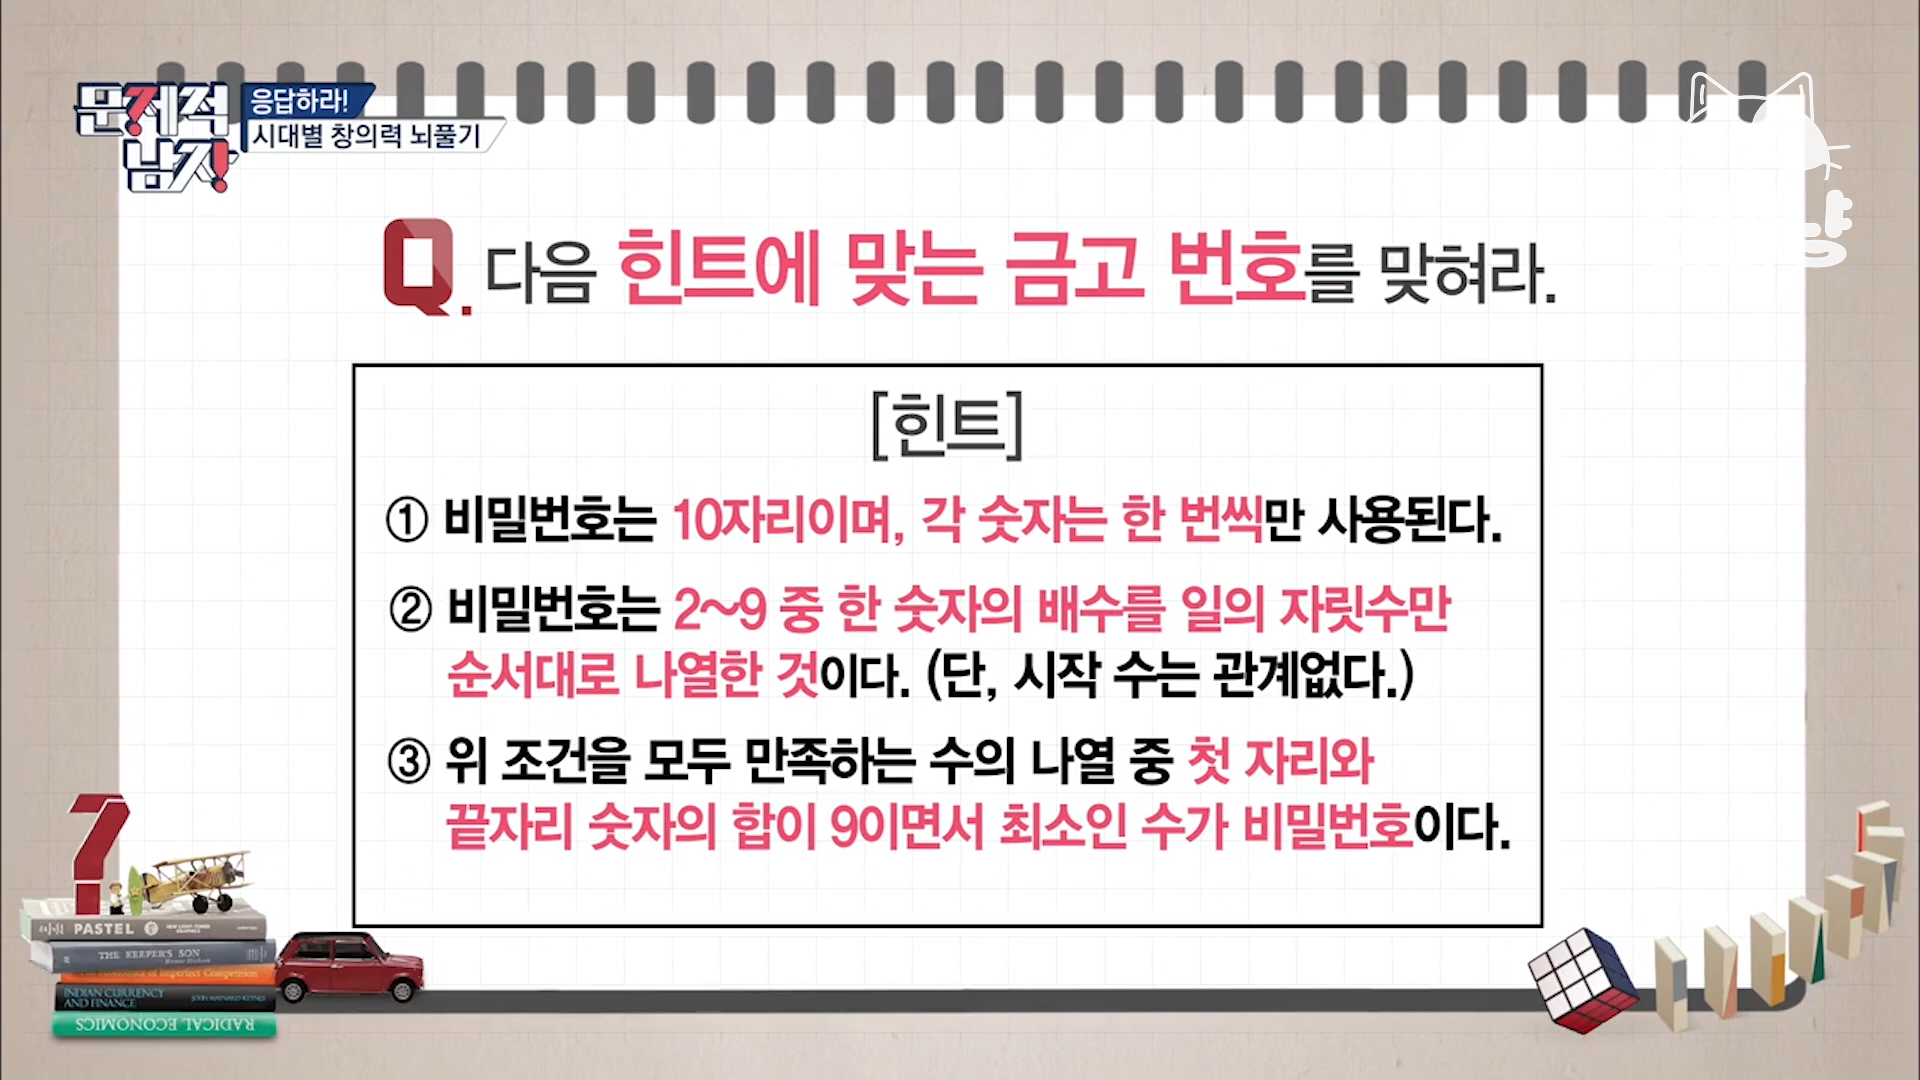 문제적
남자!
응답하라!
시대별 창의력 뇌풀기
Q. 다음 힌트에 맞는 금고 번호를 맞혀라.
[힌트]
① 비밀번호는 10자리이며, 각 숫자는 한 번씩만 사용된다.
② 비밀번호는 2~9 중 한 숫자의 배수를 일의 자릿수만
순서대로 나열한 것이다. (단, 시작 수는 관계없다.)
③ 위 조건을 모두 만족하는 수의 나열 중 첫 자리와
끝자리 숫자의 합이 9이면서 최소인 수가 비밀번호이다.
?
PASTEL
THE KEEPER'S SON
Economics of Imperfect Competition
INDIAN CURRENCY
AND FINANCE
JOHN MAYNARD KEYNES
RADICAL ECONOMICS